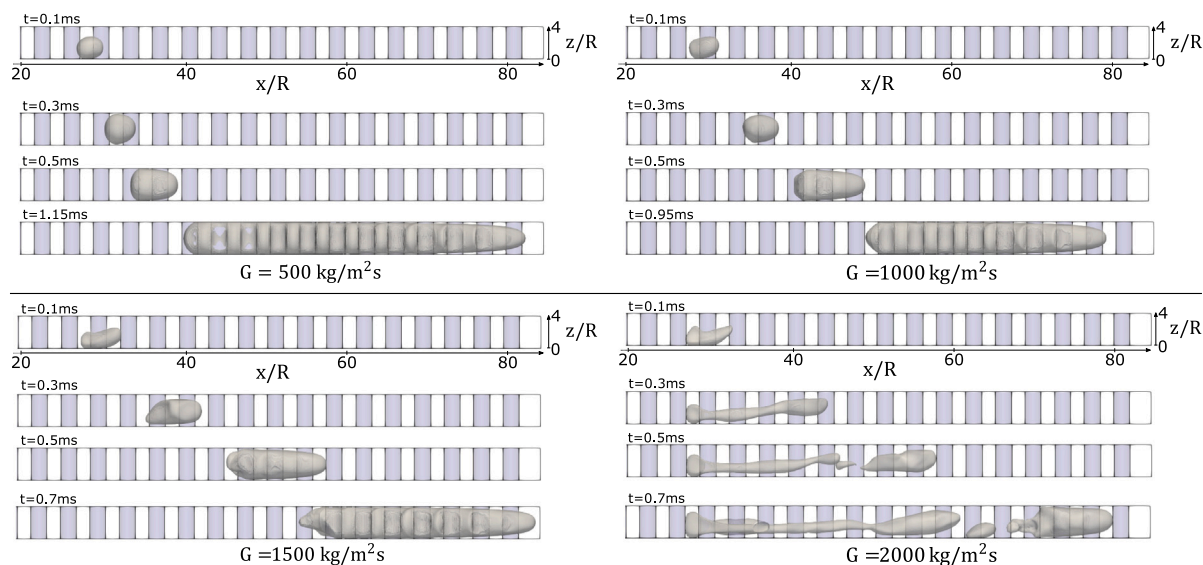 t=0.1ms
4
z/R
0
20
40
60
80
x/R
t=0.3ms
t=0.5ms
t=1.15ms
G = 500 kg/m²s
t=0.1ms
4
z/R
0
20
40
60
80
x/R
t=0.3ms
t=0.5ms
t=0.95ms
G =1000 kg/m²s
t=0.1ms
4
z/R
0
20
40
60
80
x/R
t=0.3ms
t=0.5ms
t=0.7ms
G =1500 kg/m²s
t=0.1ms
4
z/R
0
20
40
60
80
x/R
t=0.3ms
t=0.5ms
t=0.7ms
G =2000 kg/m²s